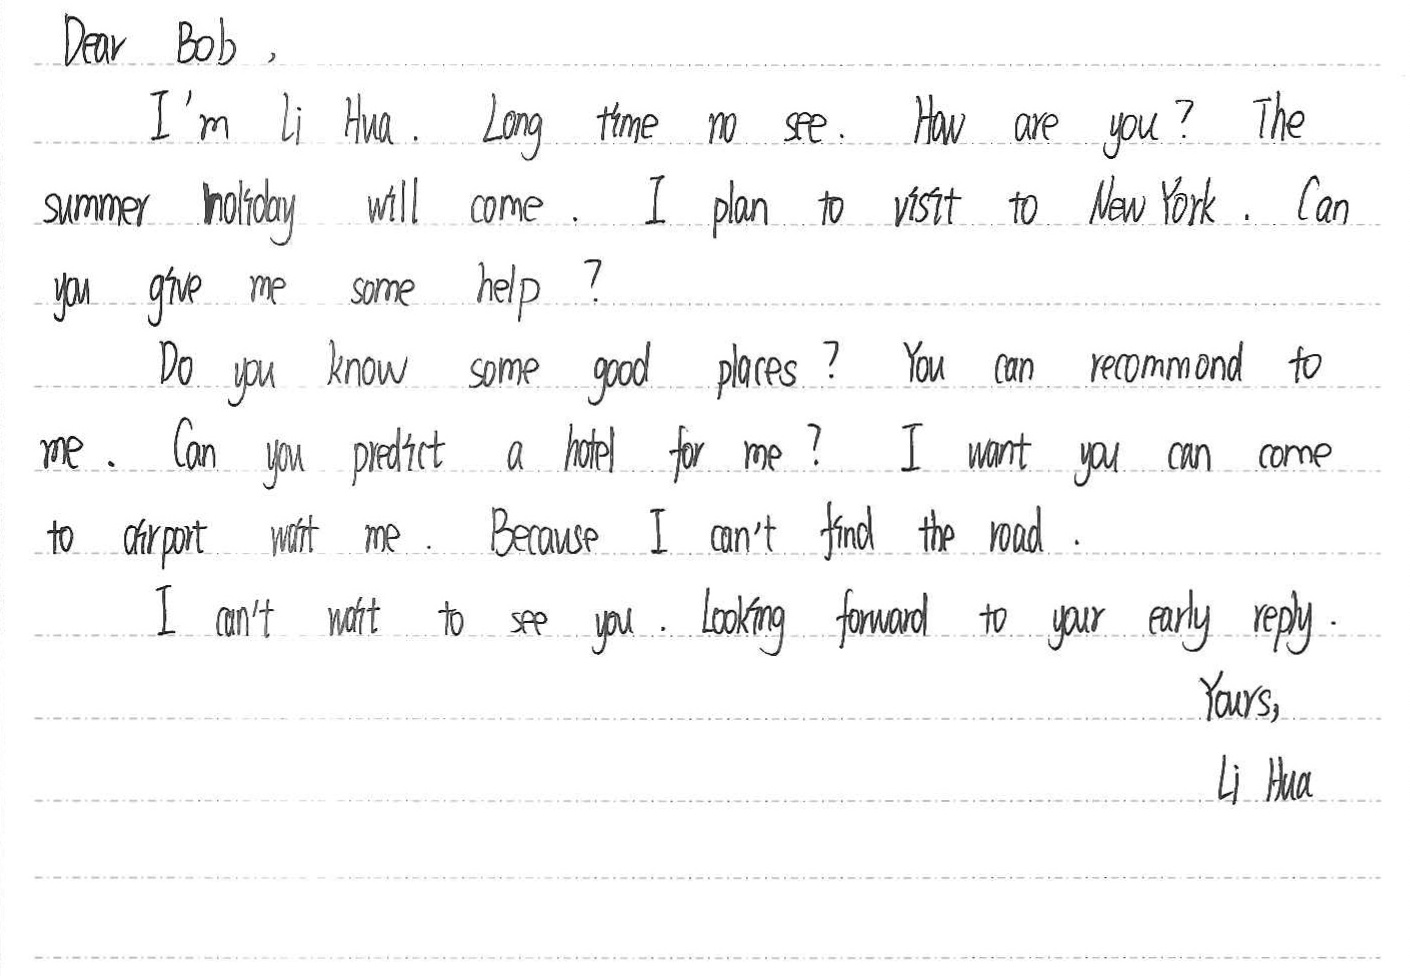 Dear Bob,
I'm Li Hua. Long time no see. How are you? The
summer holiday will come. I plan to visit to New York. Can
you give me some help?
Do you know some good places? You can recommond to
me. Can you predict a hotel for me? I want you can come
to airport wait me. Because I can't find the road.
I can't wait to see you. Looking forward to your early reply.
Yours,
Li Hua